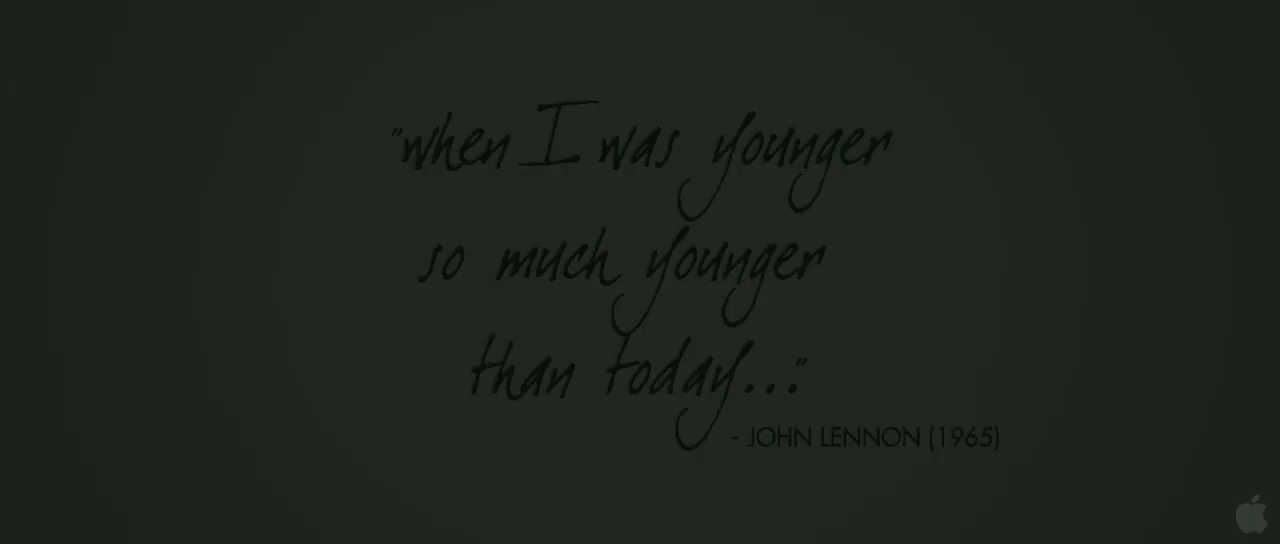 "when I was younger
so much younger
than today..."
- JOHN LENNON (1965)